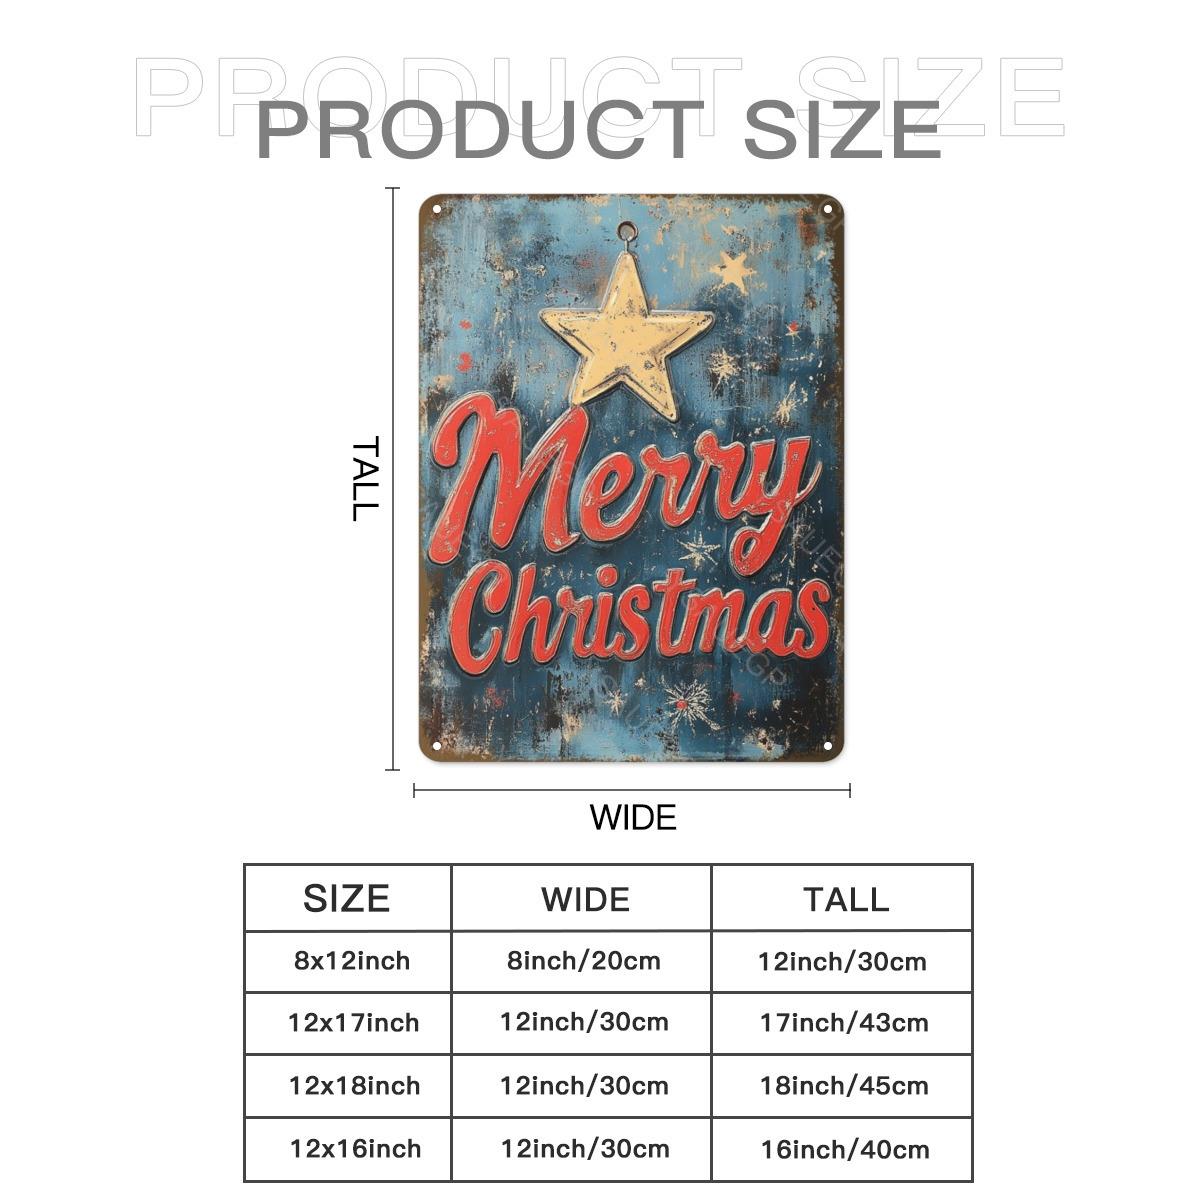 PRODUCT SIZE
PRODUCT SIZE
TALL
Merry
Christmas
WIDE
SIZE WIDE TALL
8x12inch 8inch/20cm 12inch/30cm
12x17inch 12inch/30cm 17inch/43cm
12x18inch 12inch/30cm 18inch/45cm
12x16inch 12inch/30cm 16inch/40cm